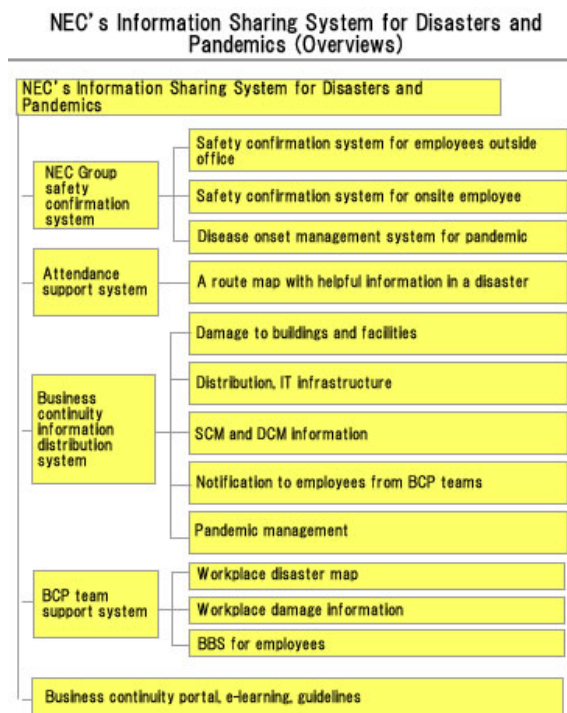 NEC's Information Sharing System for Disasters and
Pandemics (Overviews)
NEC's Information Sharing System for Disasters and
Pandemics
NEC Group
safety
confirmation
system
Safety confirmation system for employees outside
office
Safety confirmation system for onsite employee
Disease onset management system for pandemic
Attendance
support system
A route map with helpful information in a disaster
Business
continuity
information
distribution
system
Damage to buildings and facilities
Distribution, IT infrastructure
SCM and DCM information
Notification to employees from BCP teams
Pandemic management
BCP team
support system
Workplace disaster map
Workplace damage information
BBS for employees
Business continuity portal, e-learning, guidelines